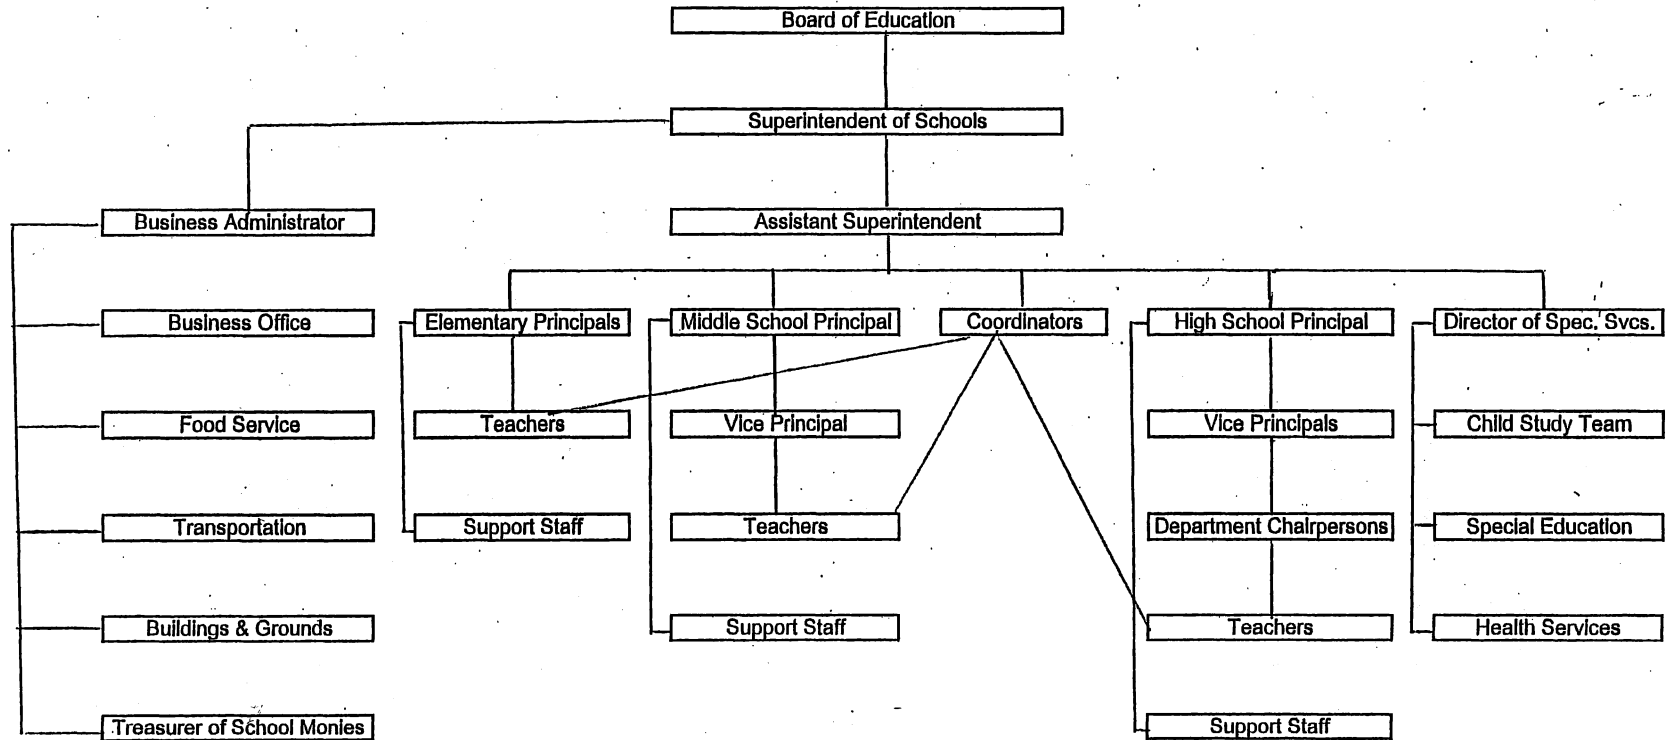 Board of Education
Superintendent of Schools
Business Administrator
Assistant Superintendent
Business Office
Elementary Principals
Middle School Principal
Coordinators
High School Principal
Director of Spec. Svcs.
Food Service
Teachers
Vice Principal
Vice Principals
Child Study Team
Transportation
Support Staff
Teachers
Department Chairpersons
Special Education
Buildings & Grounds
Support Staff
Teachers
Health Services
Treasurer of School Monies
Support Staff